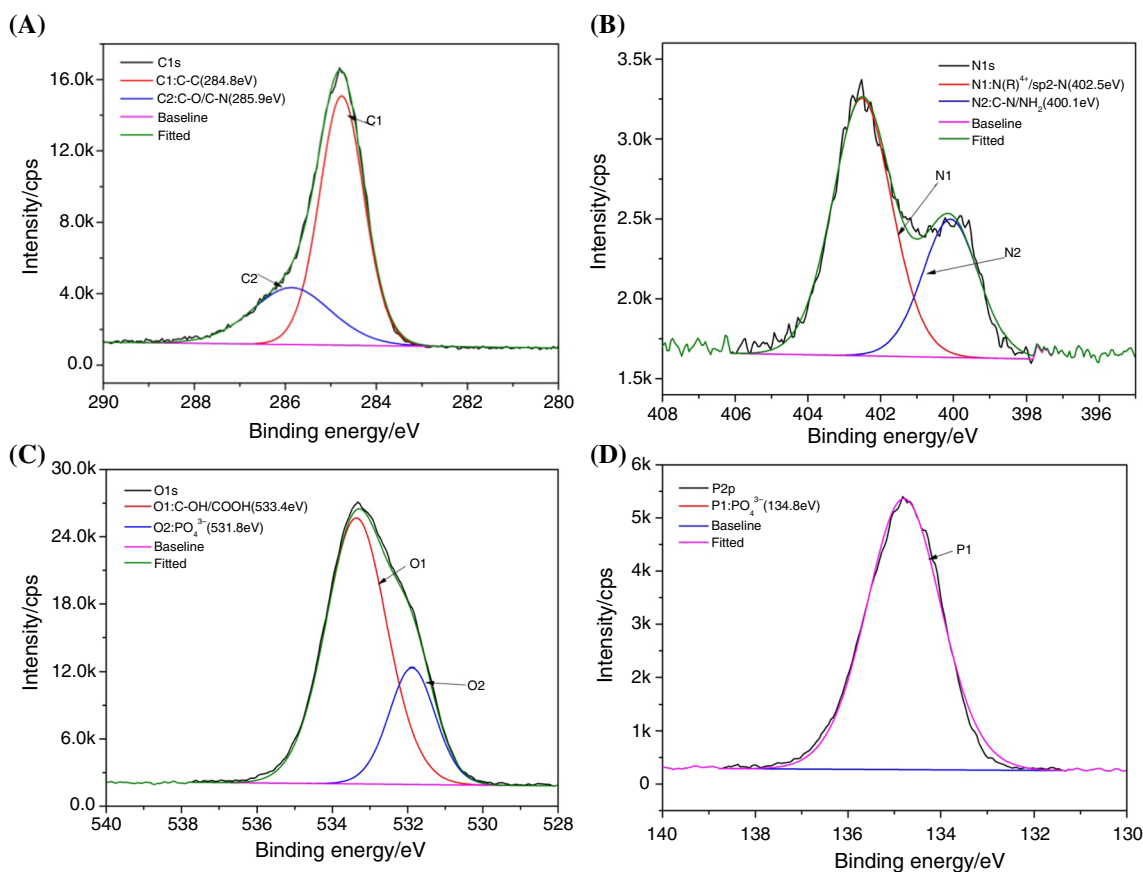 (A)
C1s
C1:C-C(284.8eV)
C2:C-O/C-N(285.9eV)
Baseline
Fitted
C1
C2
16.0k
12.0k
8.0k
4.0k
0.0
Intensity/cps
290 288 286 284 282 280
Binding energy/eV
(B)
N1s
N1:N(R)⁴⁺/sp2-N(402.5eV)
N2:C-N/NH₂(400.1eV)
Baseline
Fitted
N1
N2
3.5k
3.0k
2.5k
2.0k
1.5k
Intensity/cps
408 406 404 402 400 398 396
Binding energy/eV
(C)
O1s
O1:C-OH/COOH(533.4eV)
O2:PO₄³⁻(531.8eV)
Baseline
Fitted
O1
O2
30.0k
24.0k
18.0k
12.0k
6.0k
0.0
Intensity/cps
540 538 536 534 532 530 528
Binding energy/eV
(D)
P2p
P1:PO₄³⁻(134.8eV)
Baseline
Fitted
P1
6k
5k
4k
3k
2k
1k
0
Intensity/cps
140 138 136 134 132 130
Binding energy/eV